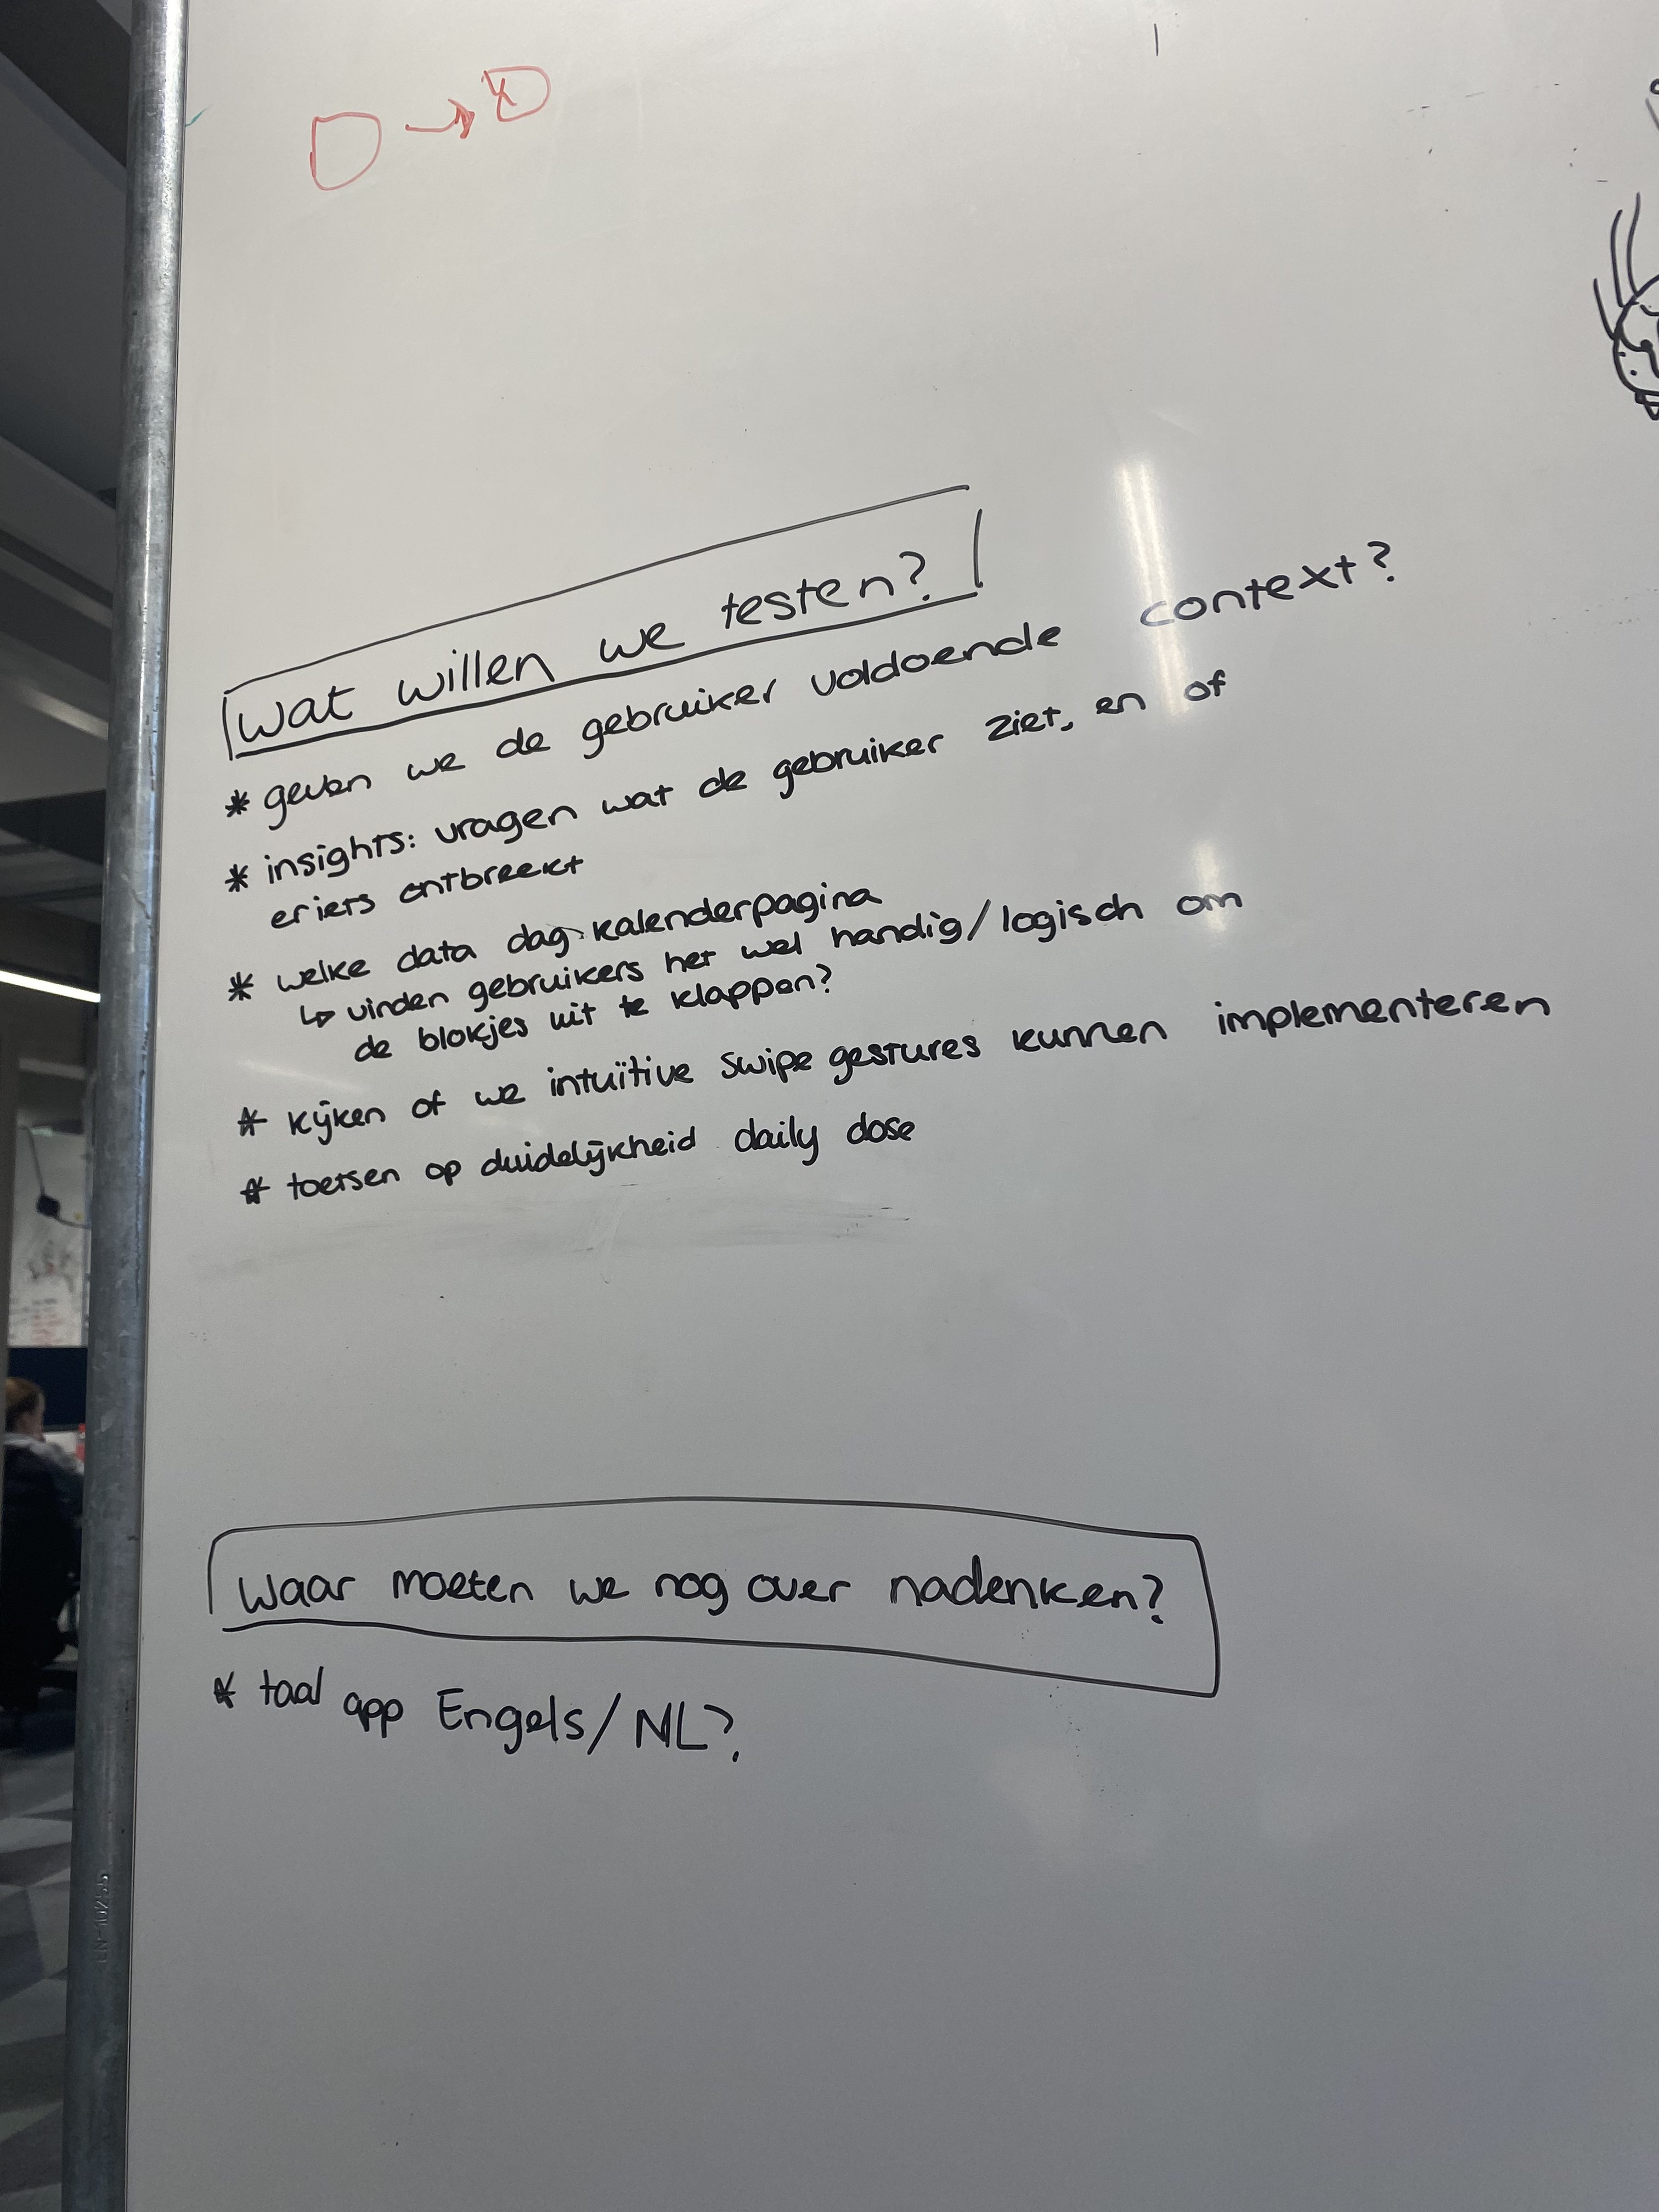 wat willen we testen?
* geven we de gebruiker voldoende context?
* insights: vragen wat de gebruiker ziet, en of
er iets ontbreekt
* welke data dag kalenderpagina
↳ vinden gebruikers het wel handig/logisch om
de blokjes uit te klappen?
* kijken of we intuïtive swipe gestures kunnen implementeren
* toetsen op duidelijkheid daily dose
Waar moeten we nog over nadenken?
* taal app Engels/NL?
EN-10255